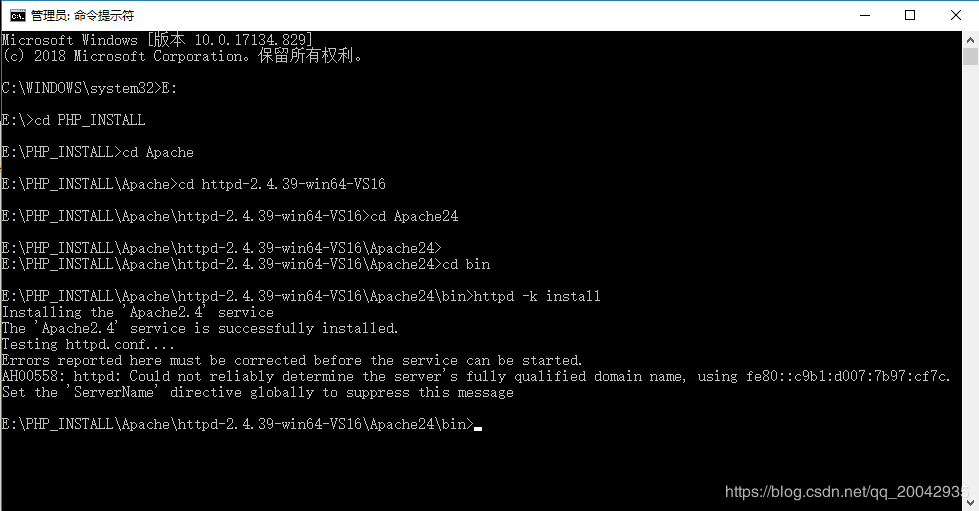 管理员: 命令提示符
Microsoft Windows [版本 10.0.17134.829]
(c) 2018 Microsoft Corporation。保留所有权利。
C:\WINDOWS\system32>E:
E:\>cd PHP_INSTALL
E:\PHP_INSTALL>cd Apache
E:\PHP_INSTALL\Apache>cd httpd-2.4.39-win64-VS16
E:\PHP_INSTALL\Apache\httpd-2.4.39-win64-VS16>cd Apache24
E:\PHP_INSTALL\Apache\httpd-2.4.39-win64-VS16\Apache24>
E:\PHP_INSTALL\Apache\httpd-2.4.39-win64-VS16\Apache24>cd bin
E:\PHP_INSTALL\Apache\httpd-2.4.39-win64-VS16\Apache24\bin>httpd -k install
Installing the 'Apache2.4' service
The 'Apache2.4' service is successfully installed.
Testing httpd.conf....
Errors reported here must be corrected before the service can be started.
AH00558: httpd: Could not reliably determine the server's fully qualified domain name, using fe80::c9b1:d007:7b97:cf7c.
Set the 'ServerName' directive globally to suppress this message
E:\PHP_INSTALL\Apache\httpd-2.4.39-win64-VS16\Apache24\bin>
https://blog.csdn.net/qq_20042935